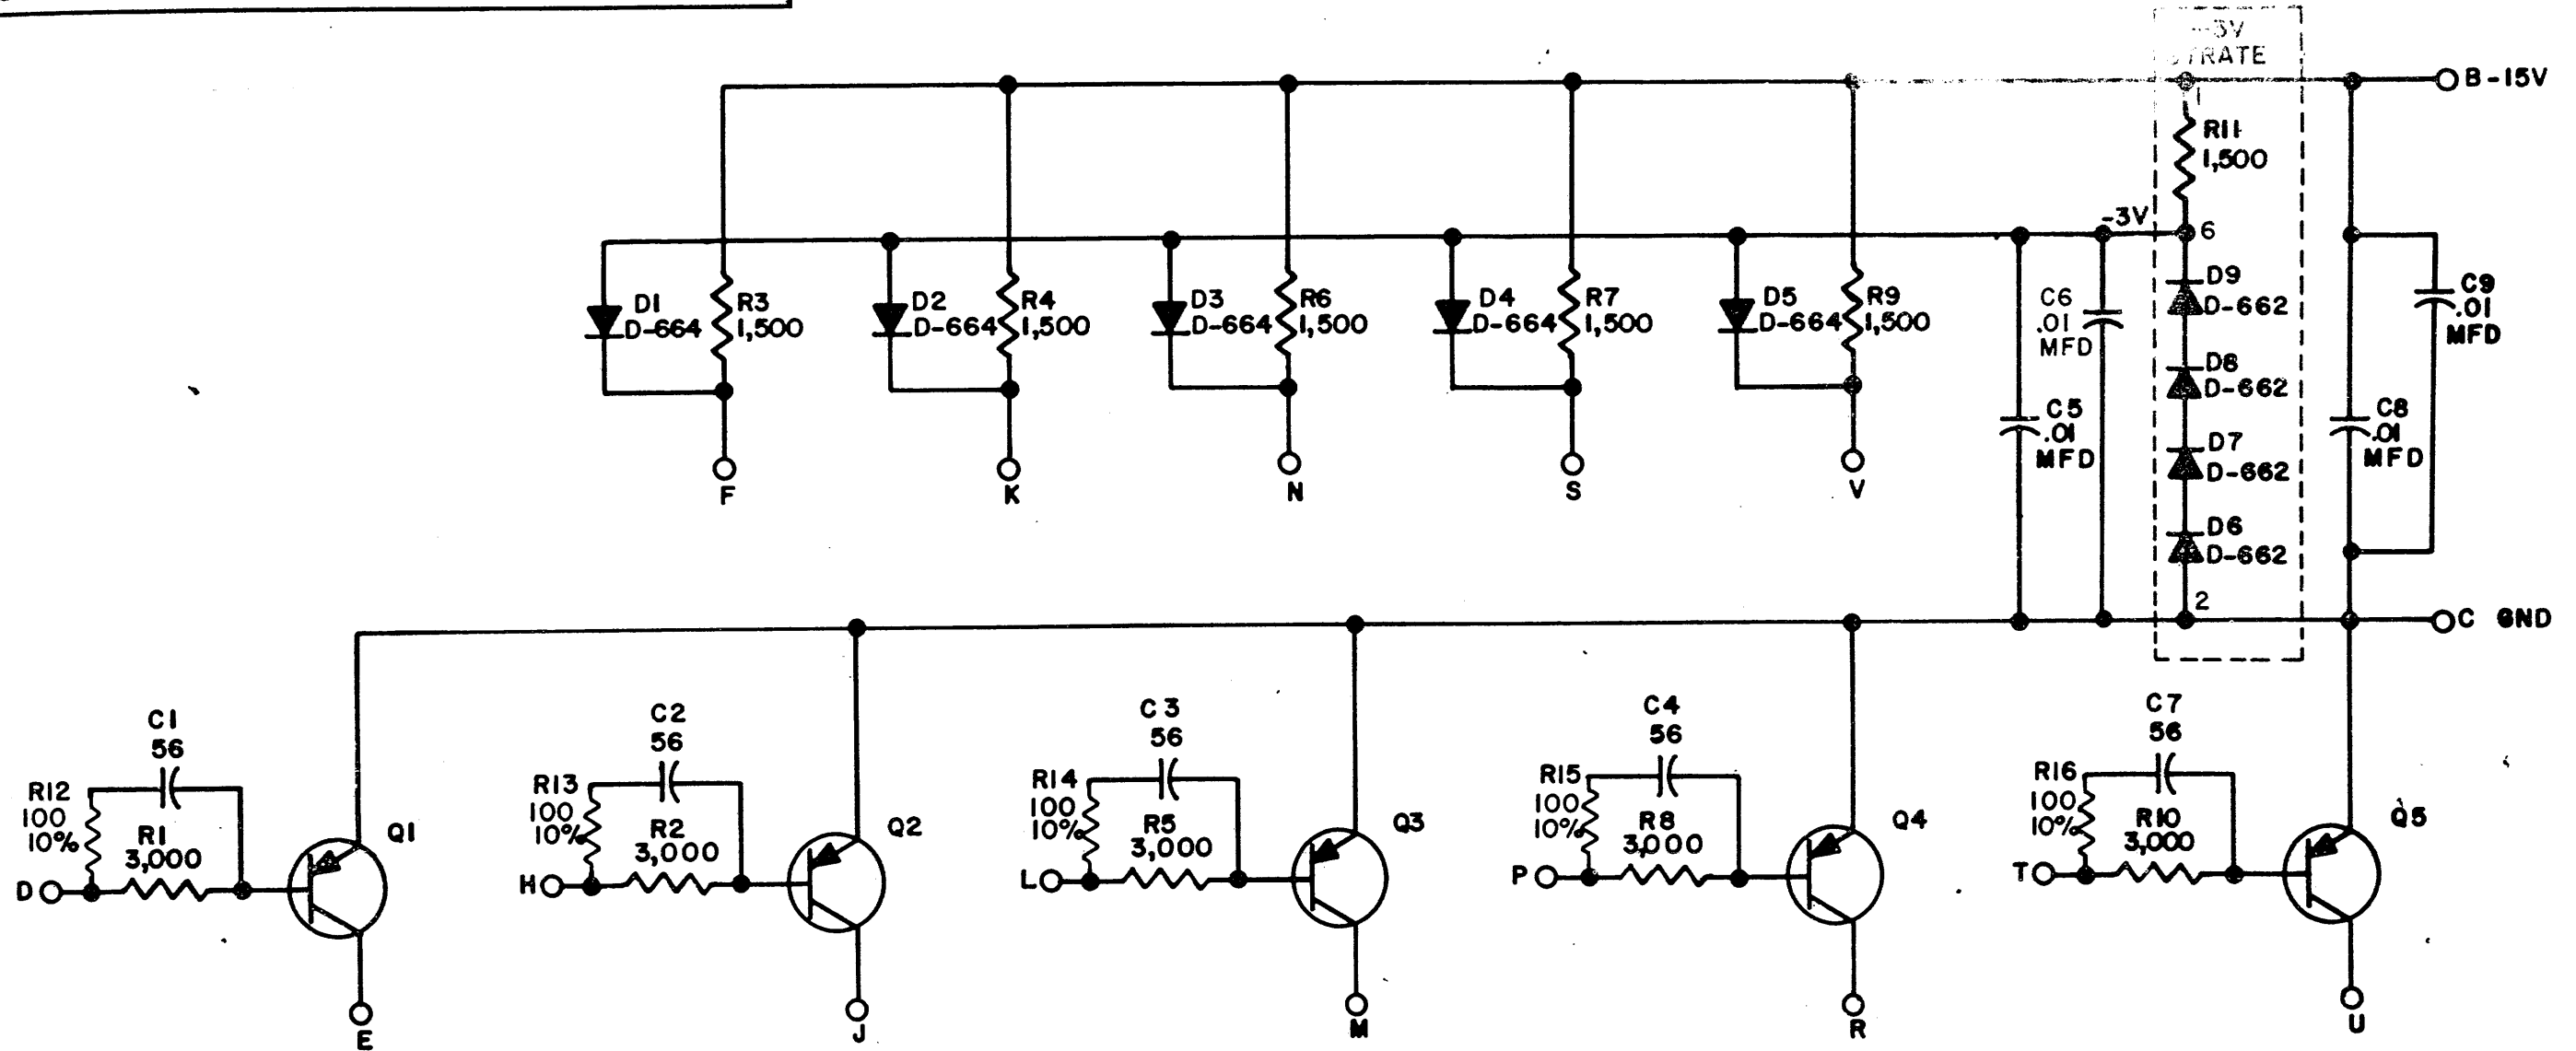 -3V
B -15V
R11
1,500
-3V
6
D1
D-664
R3
1,500
D2
D-664
R4
1,500
D3
D-664
R6
1,500
D4
D-664
R7
1,500
D5
D-664
R9
1,500
C6
.01
MFD
D9
D-662
C9
.01
MFD
D8
D-662
C5
.01
MFD
C8
.01
MFD
D7
D-662
D6
D-662
F
K
N
S
V
2
C GND
C1
56
C2
56
C3
56
C4
56
C7
56
R12
100
10%
R1
3,000
Q1
R13
100
10%
R2
3,000
Q2
R14
100
10%
R5
3,000
Q3
R15
100
10%
R8
3,000
Q4
R16
100
10%
R10
3,000
Q5
D
H
L
P
T
E
J
M
R
U